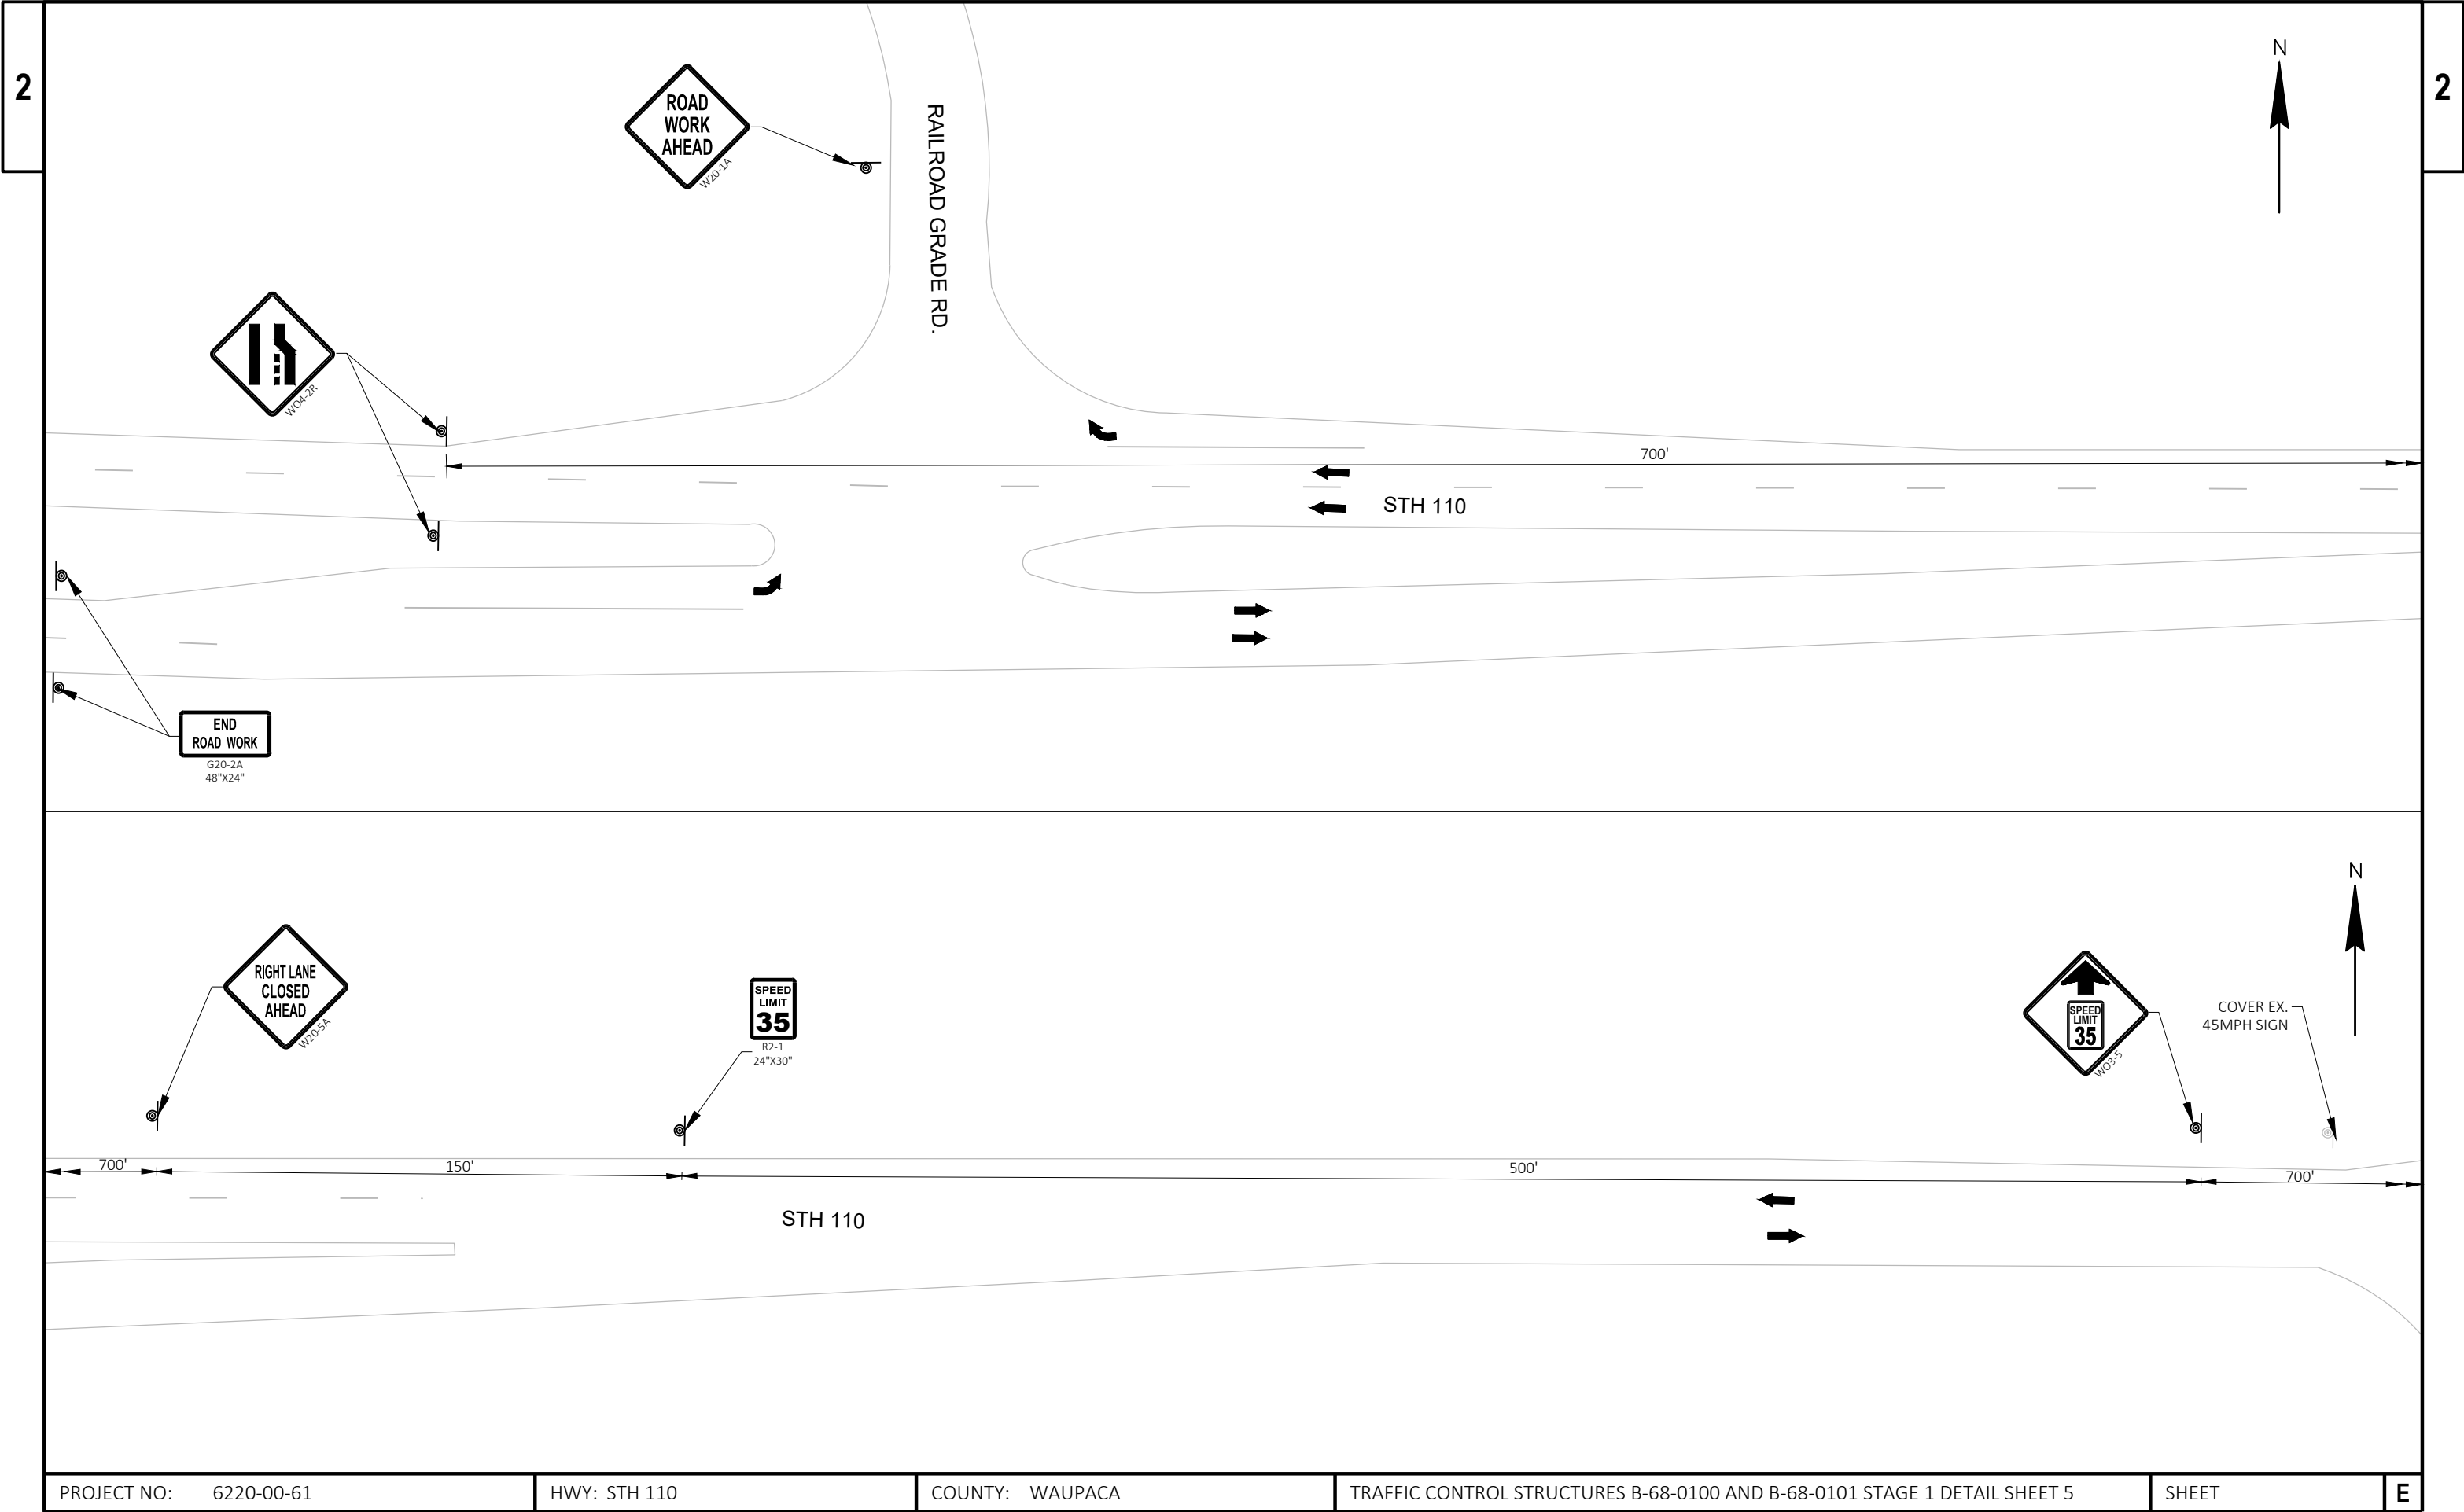 2
2
N
ROAD
WORK
AHEAD
W20-1A
RAILROAD GRADE RD.
WO4-2R
700'
STH 110
END
ROAD WORK
G20-2A
48"X24"
N
RIGHT LANE
CLOSED
AHEAD
W20-5A
SPEED
LIMIT
35
R2-1
24"X30"
SPEED
LIMIT
35
WO3-5
COVER EX.
45MPH SIGN
700'
150'
500'
700'
STH 110
PROJECT NO: 6220-00-61
HWY: STH 110
COUNTY: WAUPACA
TRAFFIC CONTROL STRUCTURES B-68-0100 AND B-68-0101 STAGE 1 DETAIL SHEET 5
SHEET
E